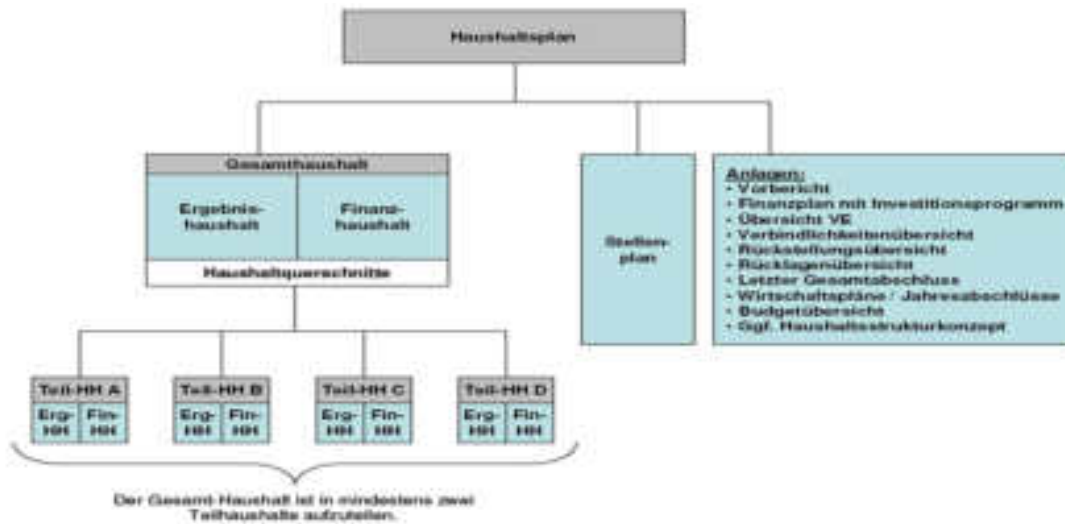 Haushaltsplan
Gesamthaushalt
Ergebnis-
haushalt
Finanz-
haushalt
Haushaltquerschnitte
Stellen-
plan
Anlagen:
- Vorbericht
- Finanzplan mit Investitionsprogramm
- Übersicht VE
- Verbindlichkeitenübersicht
- Rückstellungsübersicht
- Rücklagenübersicht
- Letzter Gesamtabschluss
- Wirtschaftspläne / Jahresabschlüsse
- Budgetübersicht
- Ggf. Haushaltsstrukturkonzept
Teil-HH A
Erg-
HH
Fin-
HH
Teil-HH B
Erg-
HH
Fin-
HH
Teil-HH C
Erg-
HH
Fin-
HH
Teil-HH D
Erg-
HH
Fin-
HH
Der Gesamt-Haushalt ist in mindestens zwei
Teilhaushalte aufzuteilen.